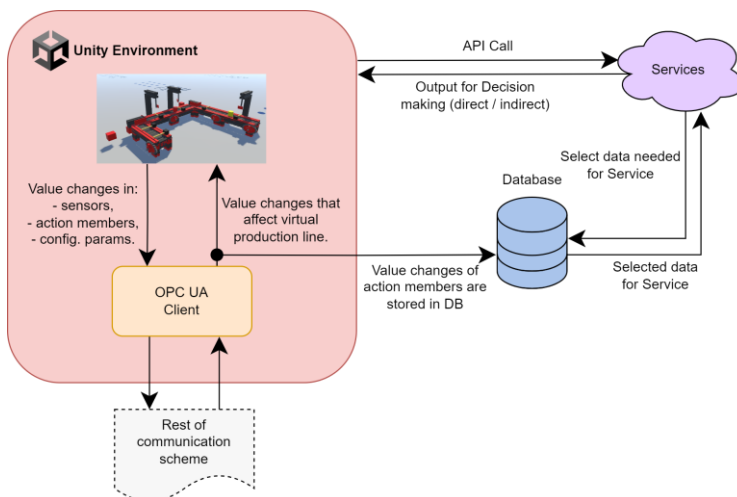 Unity Environment
API Call
Output for Decision
making (direct / indirect)
Services
Value changes in:
- sensors,
- action members,
- config. params.
Value changes that
affect virtual
production line.
Select data needed
for Service
Database
OPC UA
Client
Value changes of
action members are
stored in DB
Selected data
for Service
Rest of
communication
scheme